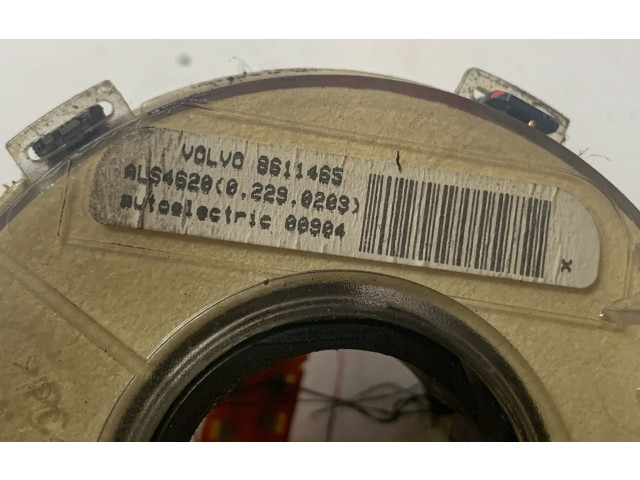 VOLVO 8611465
ALS4620(0.229.0203)
autoelectric 00904
x